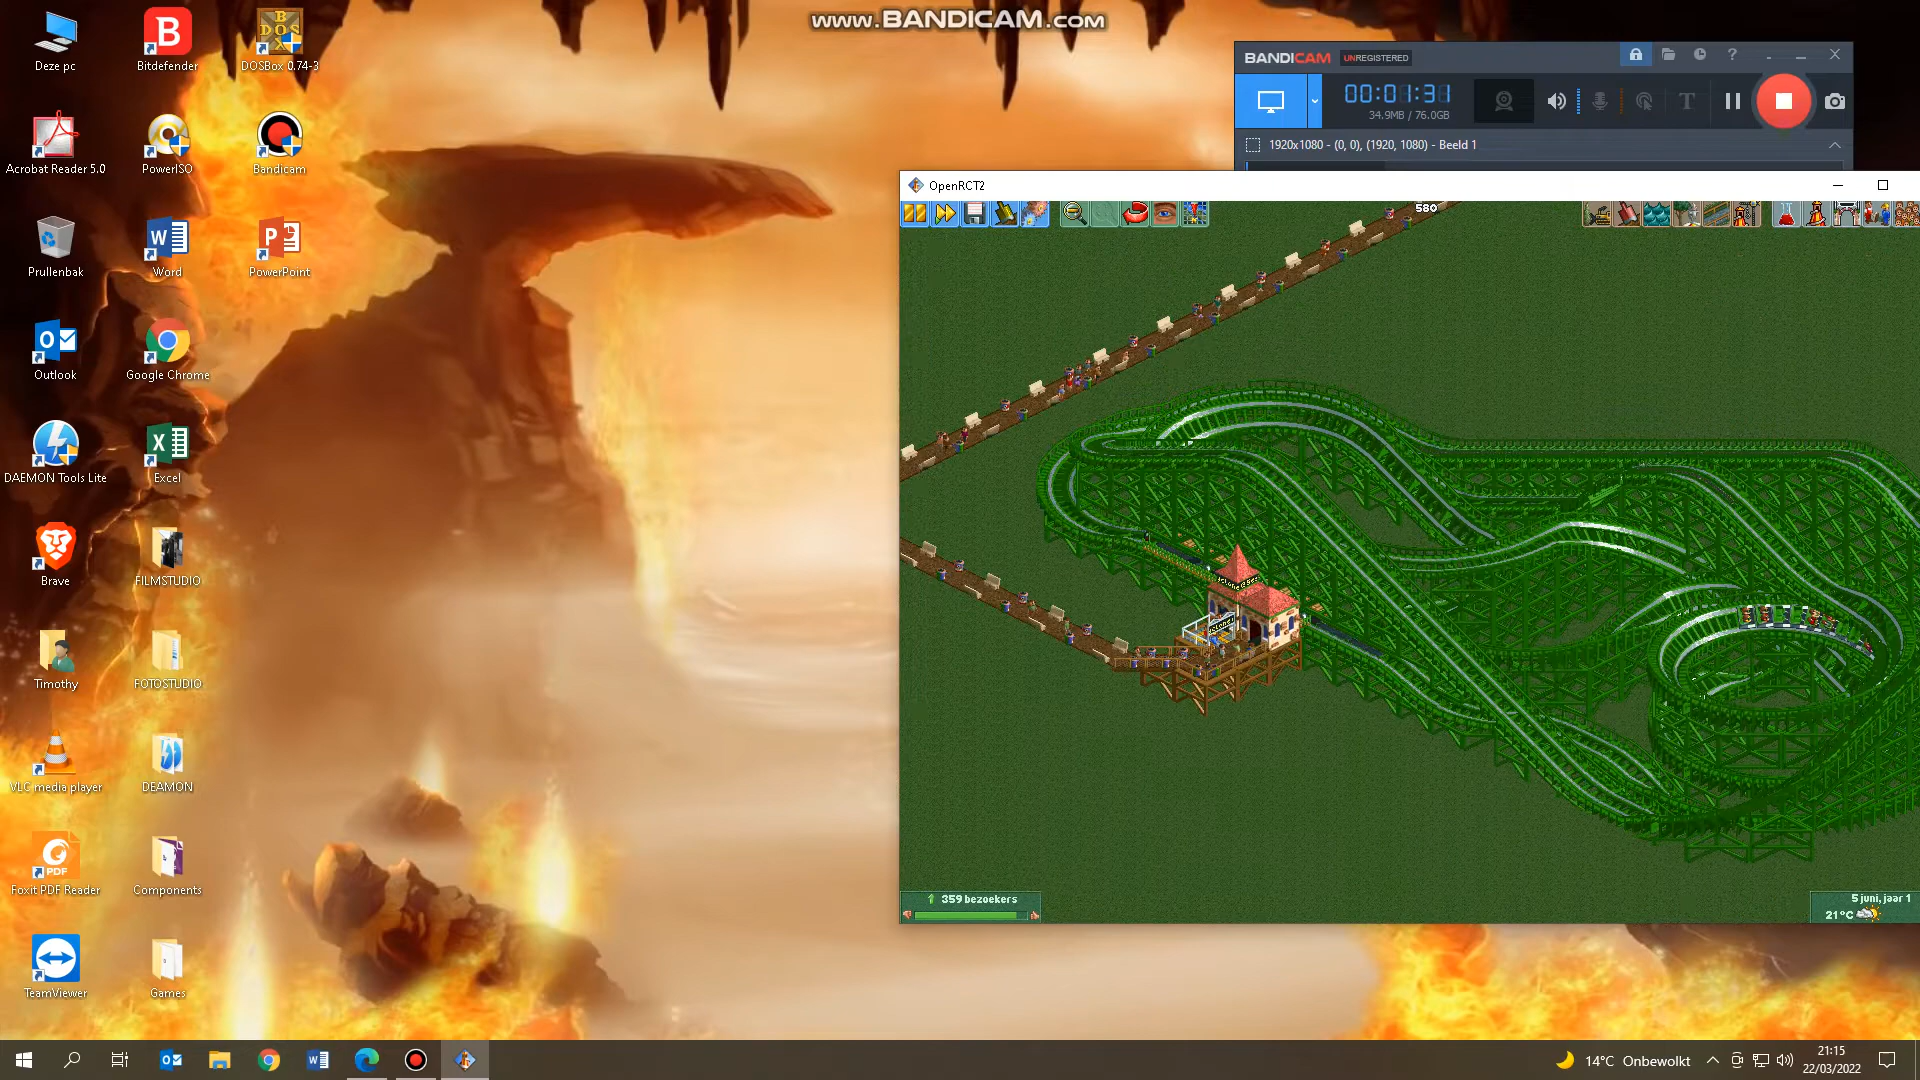 www.BANDICAM.com
Deze pc
Bitdefender
DOSBox 0.74-3
Acrobat Reader 5.0
PowerISO
Bandicam
Prullenbak
Word
PowerPoint
Outlook
Google Chrome
DAEMON Tools Lite
Excel
Brave
FILMSTUDIO
Timothy
FOTOSTUDIO
VLC media player
DEAMON
Foxit PDF Reader
Components
TeamViewer
Games
BANDICAM UNREGISTERED
00:01:31
34.9MB / 76.0GB
1920x1080 - (0, 0), (1920, 1080) - Beeld 1
OpenRCT2
580
359 bezoekers
5 juni, jaar 1
21°C
14°C Onbewolkt
21:15
22/03/2022